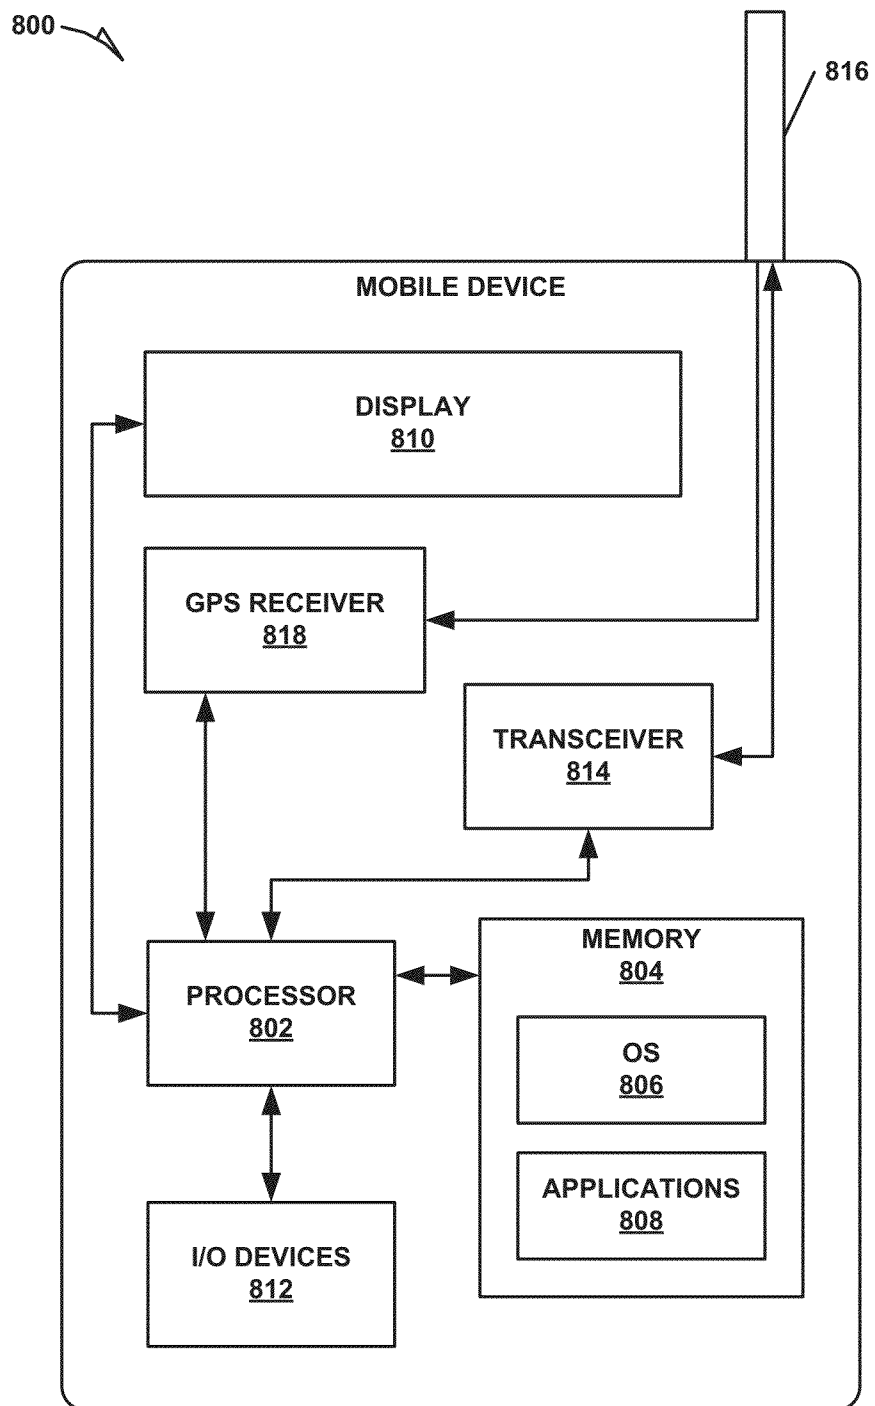 800
816
MOBILE DEVICE
DISPLAY
810
GPS RECEIVER
818
TRANSCEIVER
814
MEMORY
804
PROCESSOR
802
OS
806
APPLICATIONS
808
I/O DEVICES
812